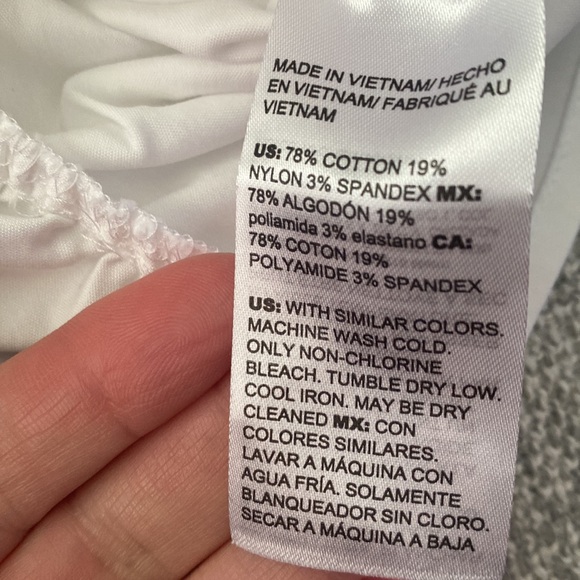 MADE IN VIETNAM/ HECHO
EN VIETNAM/ FABRIQUÉ AU
VIETNAM
US: 78% COTTON 19%
NYLON 3% SPANDEX MX:
78% ALGODÓN 19%
poliamida 3% elastano CA:
78% COTON 19%
POLYAMIDE 3% SPANDEX
US: WITH SIMILAR COLORS.
MACHINE WASH COLD.
ONLY NON-CHLORINE
BLEACH. TUMBLE DRY LOW.
COOL IRON. MAY BE DRY
CLEANED MX: CON
COLORES SIMILARES.
LAVAR A MÁQUINA CON
AGUA FRÍA. SOLAMENTE
BLANQUEADOR SIN CLORO.
SECAR A MÁQUINA A BAJA